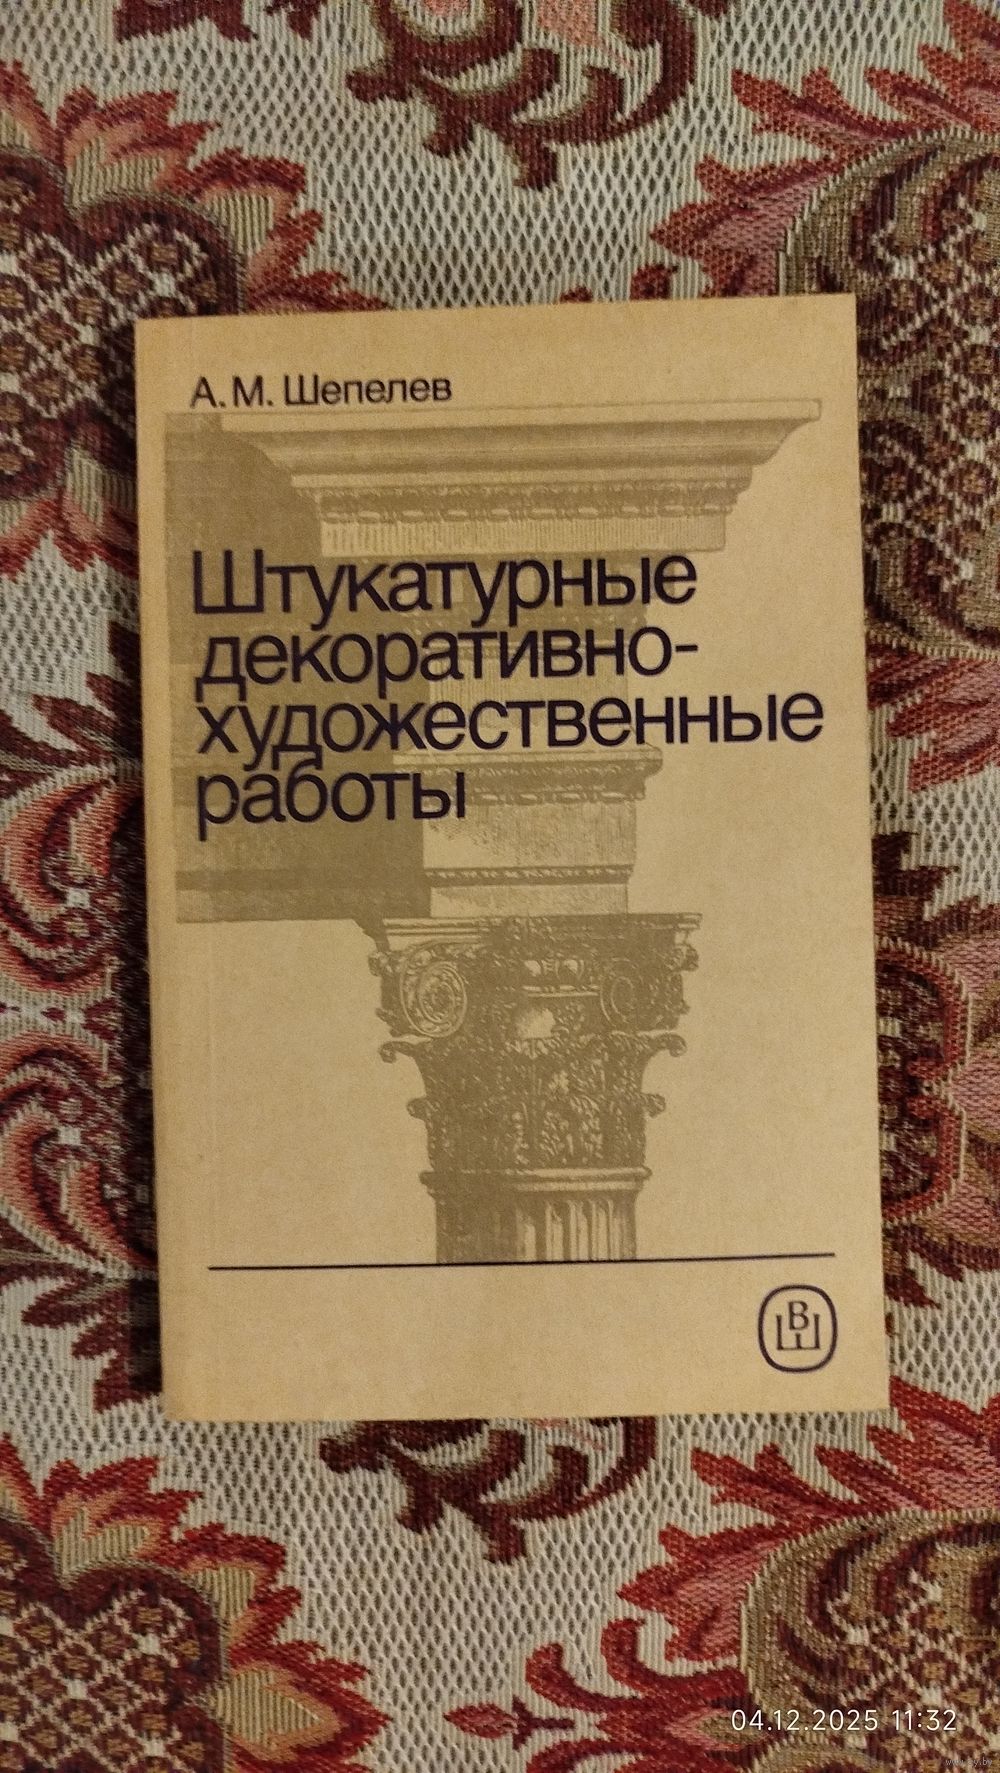 А. М. Шепелев
Штукатурные
декоративно-
художественные
работы
ВШ
04.12.2025 11:32